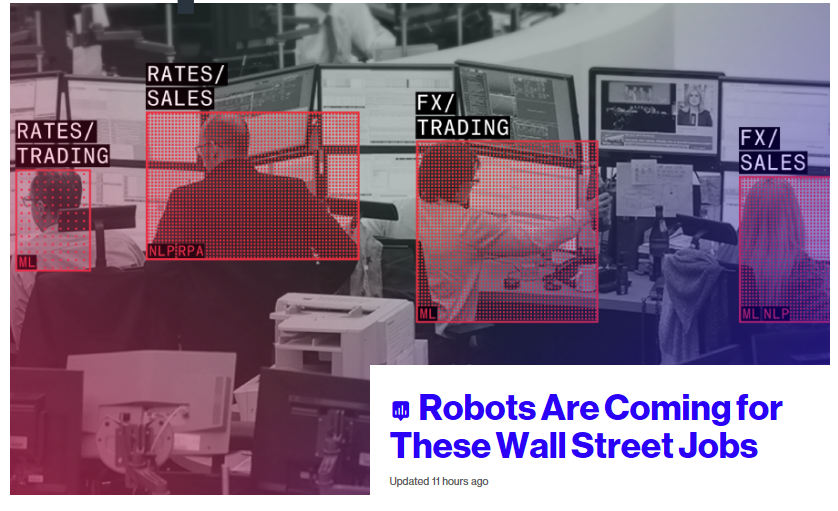 RATES/
SALES
FX/
TRADING
RATES/
TRADING
FX/
SALES
NLP RPA
ML
ML
ML NLP
Robots Are Coming for
These Wall Street Jobs
Updated 11 hours ago